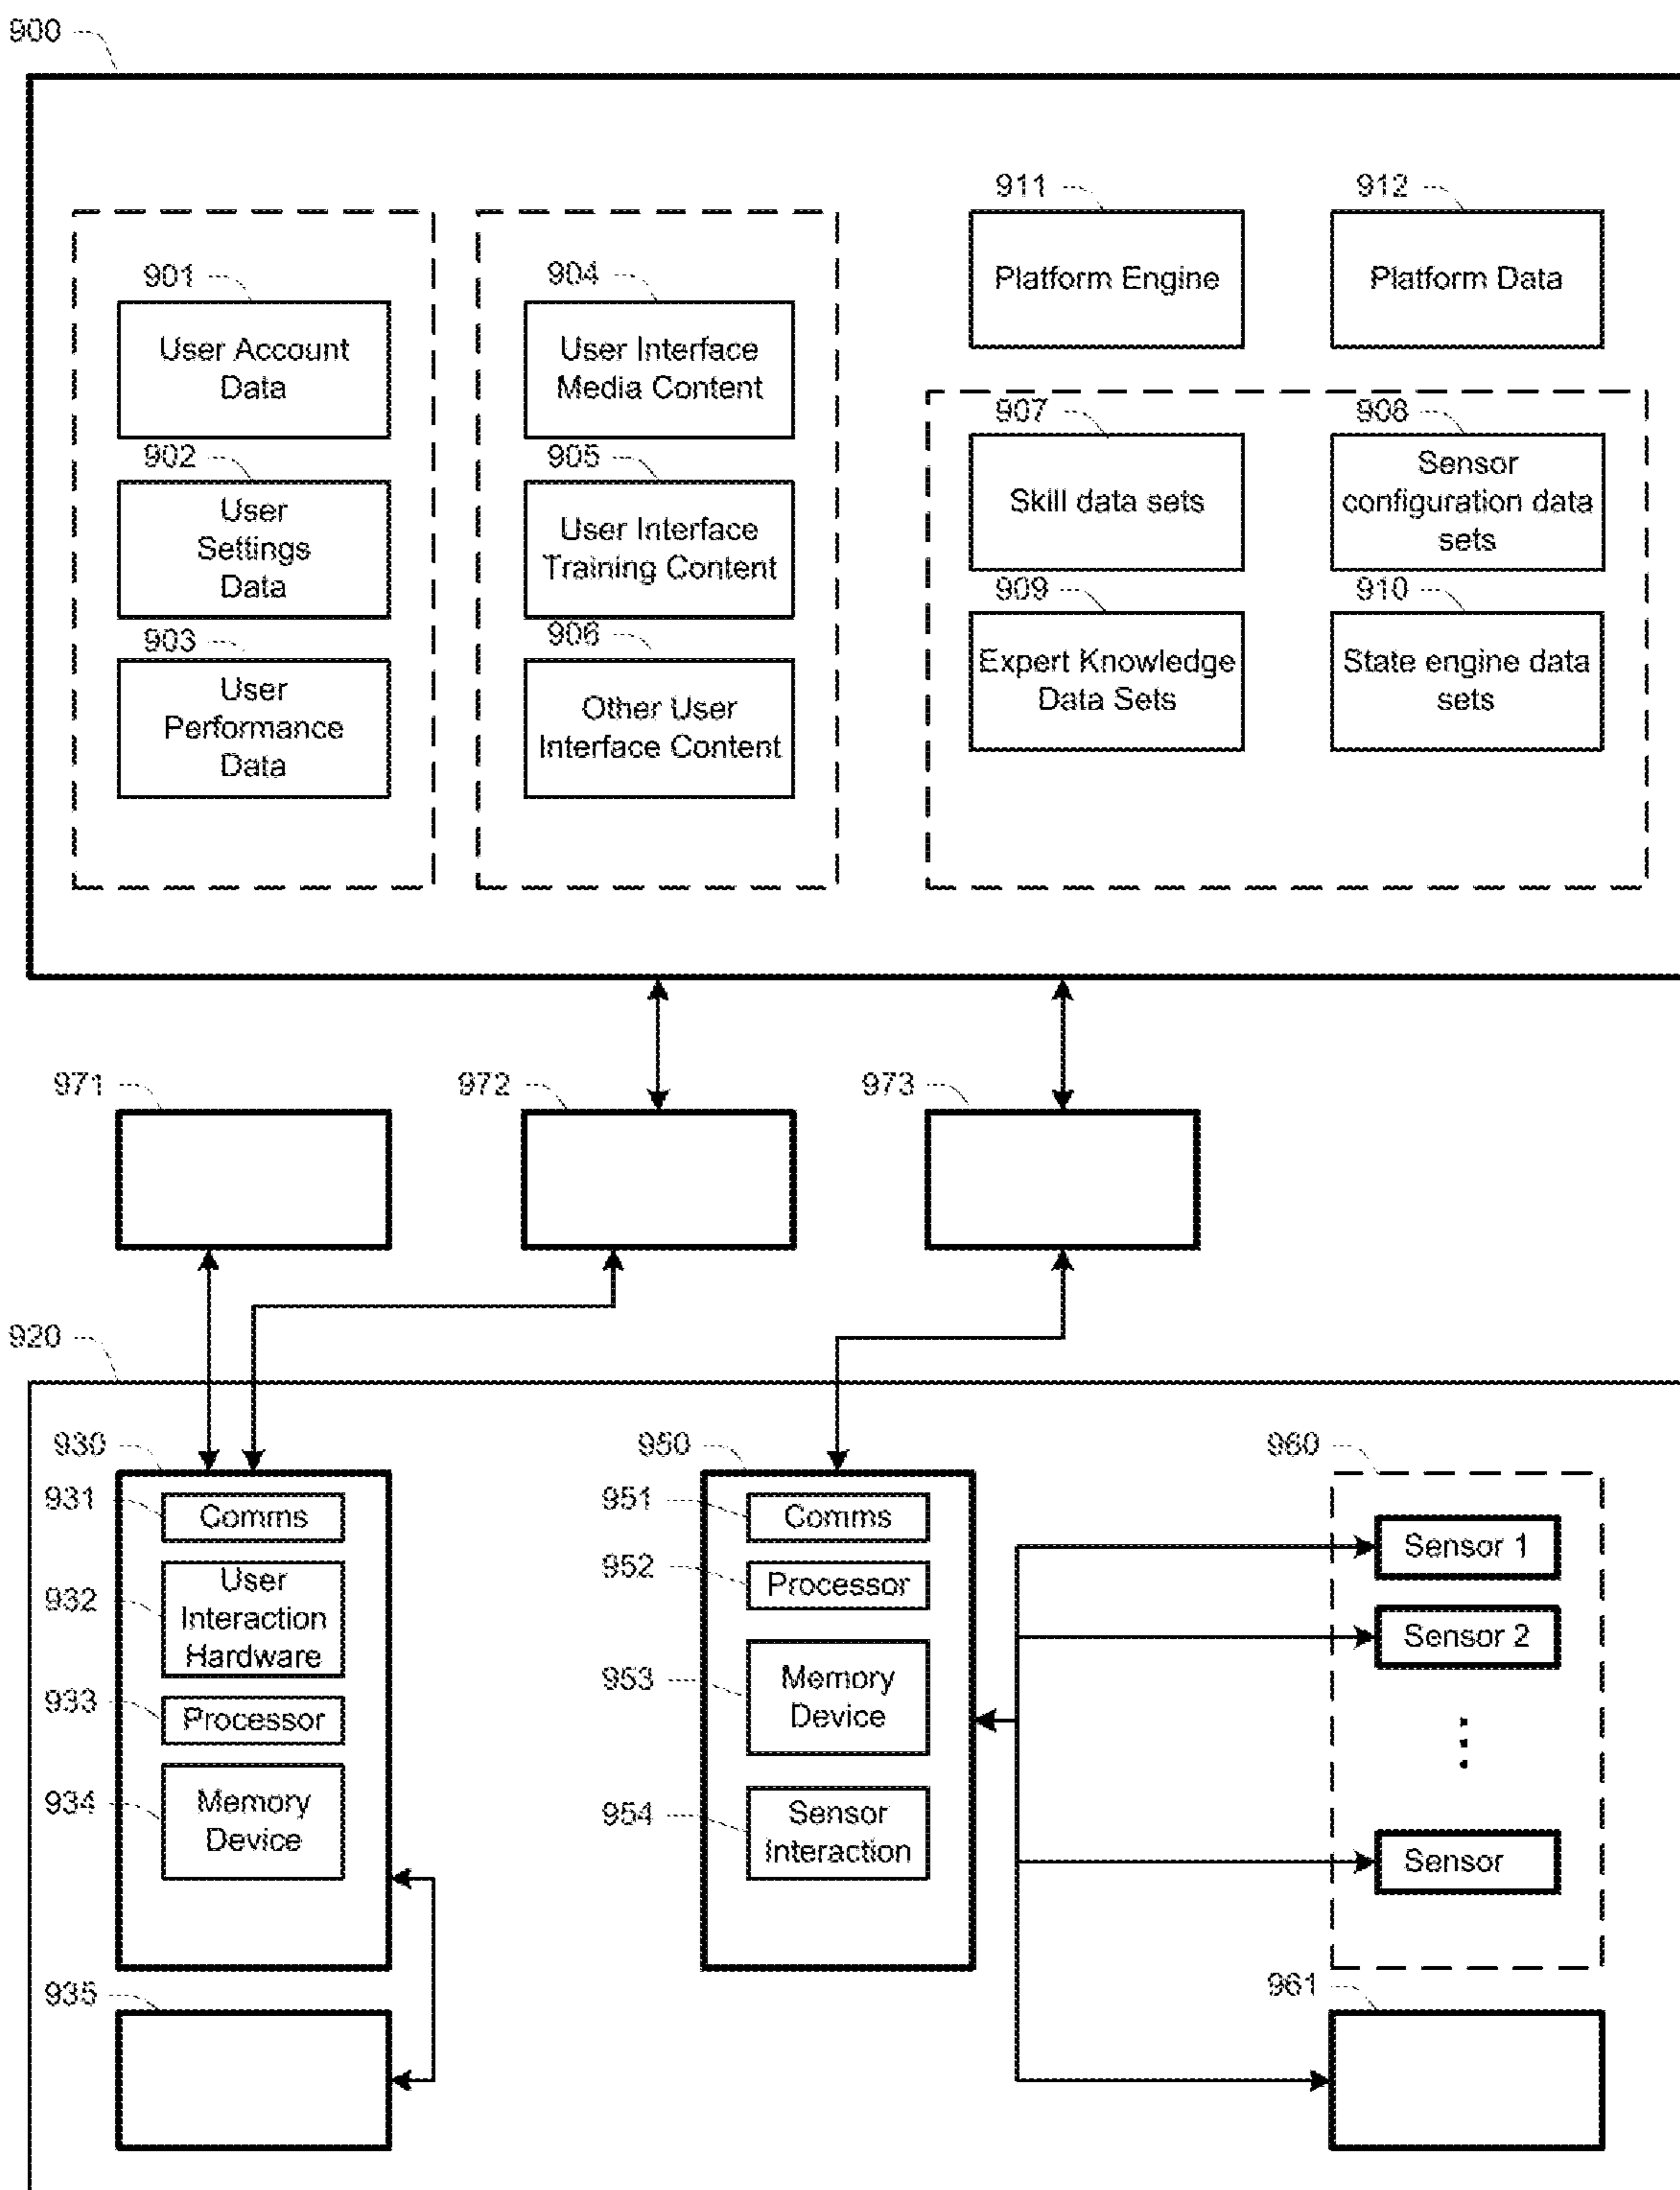 900
911
912
901
904
Platform Engine
Platform Data
User Account
Data
User Interface
Media Content
907
908
902
905
Skill data sets
Sensor
configuration data
sets
User
Settings
Data
User Interface
Training Content
909
910
903
906
Expert Knowledge
Data Sets
State engine data
sets
User
Performance
Data
Other User
Interface Content
971
972
973
920
930
950
960
931
Comms
951
Comms
Sensor 1
932
User
Interaction
Hardware
952
Processor
Sensor 2
933
Processor
953
Memory
Device
...
934
Memory
Device
954
Sensor
Interaction
Sensor
935
961